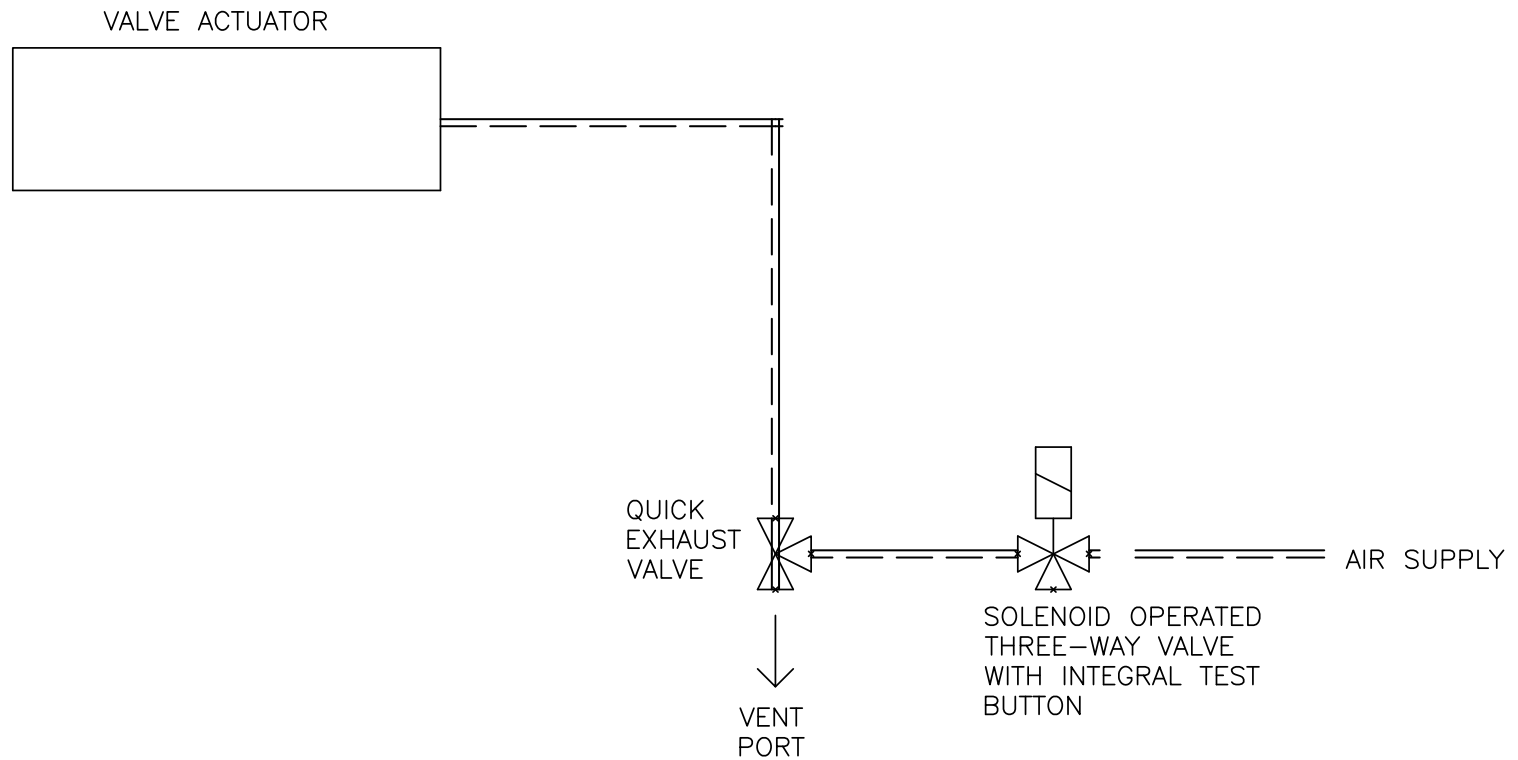 VALVE ACTUATOR
QUICK
EXHAUST
VALVE
AIR SUPPLY
SOLENOID OPERATED
THREE-WAY VALVE
WITH INTEGRAL TEST
BUTTON
VENT
PORT